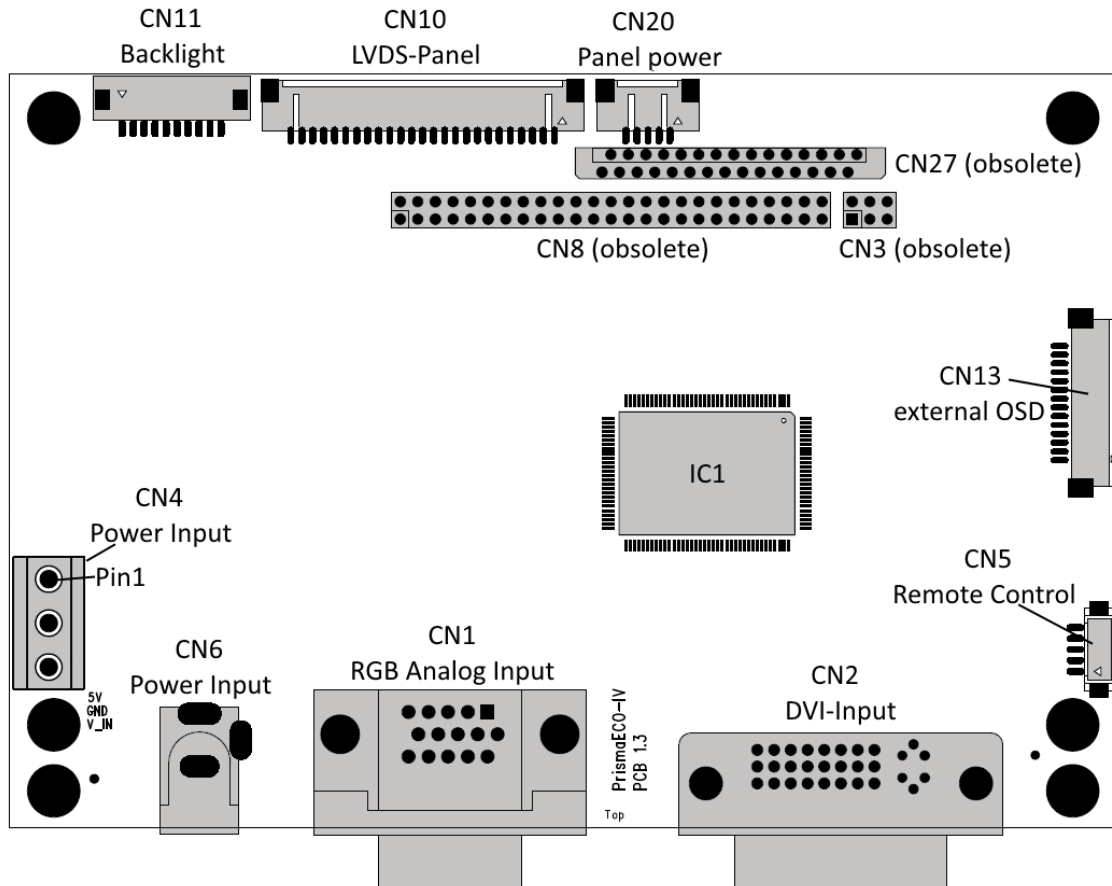 CN11
Backlight
CN10
LVDS-Panel
CN20
Panel power
CN27 (obsolete)
CN8 (obsolete)
CN3 (obsolete)
CN13
external OSD
IC1
CN4
Power Input
Pin1
CN5
Remote Control
CN6
Power Input
CN1
RGB Analog Input
CN2
DVI-Input
5V
GND
V_IN
PrismaECO-IV
PCB 1.3
Top